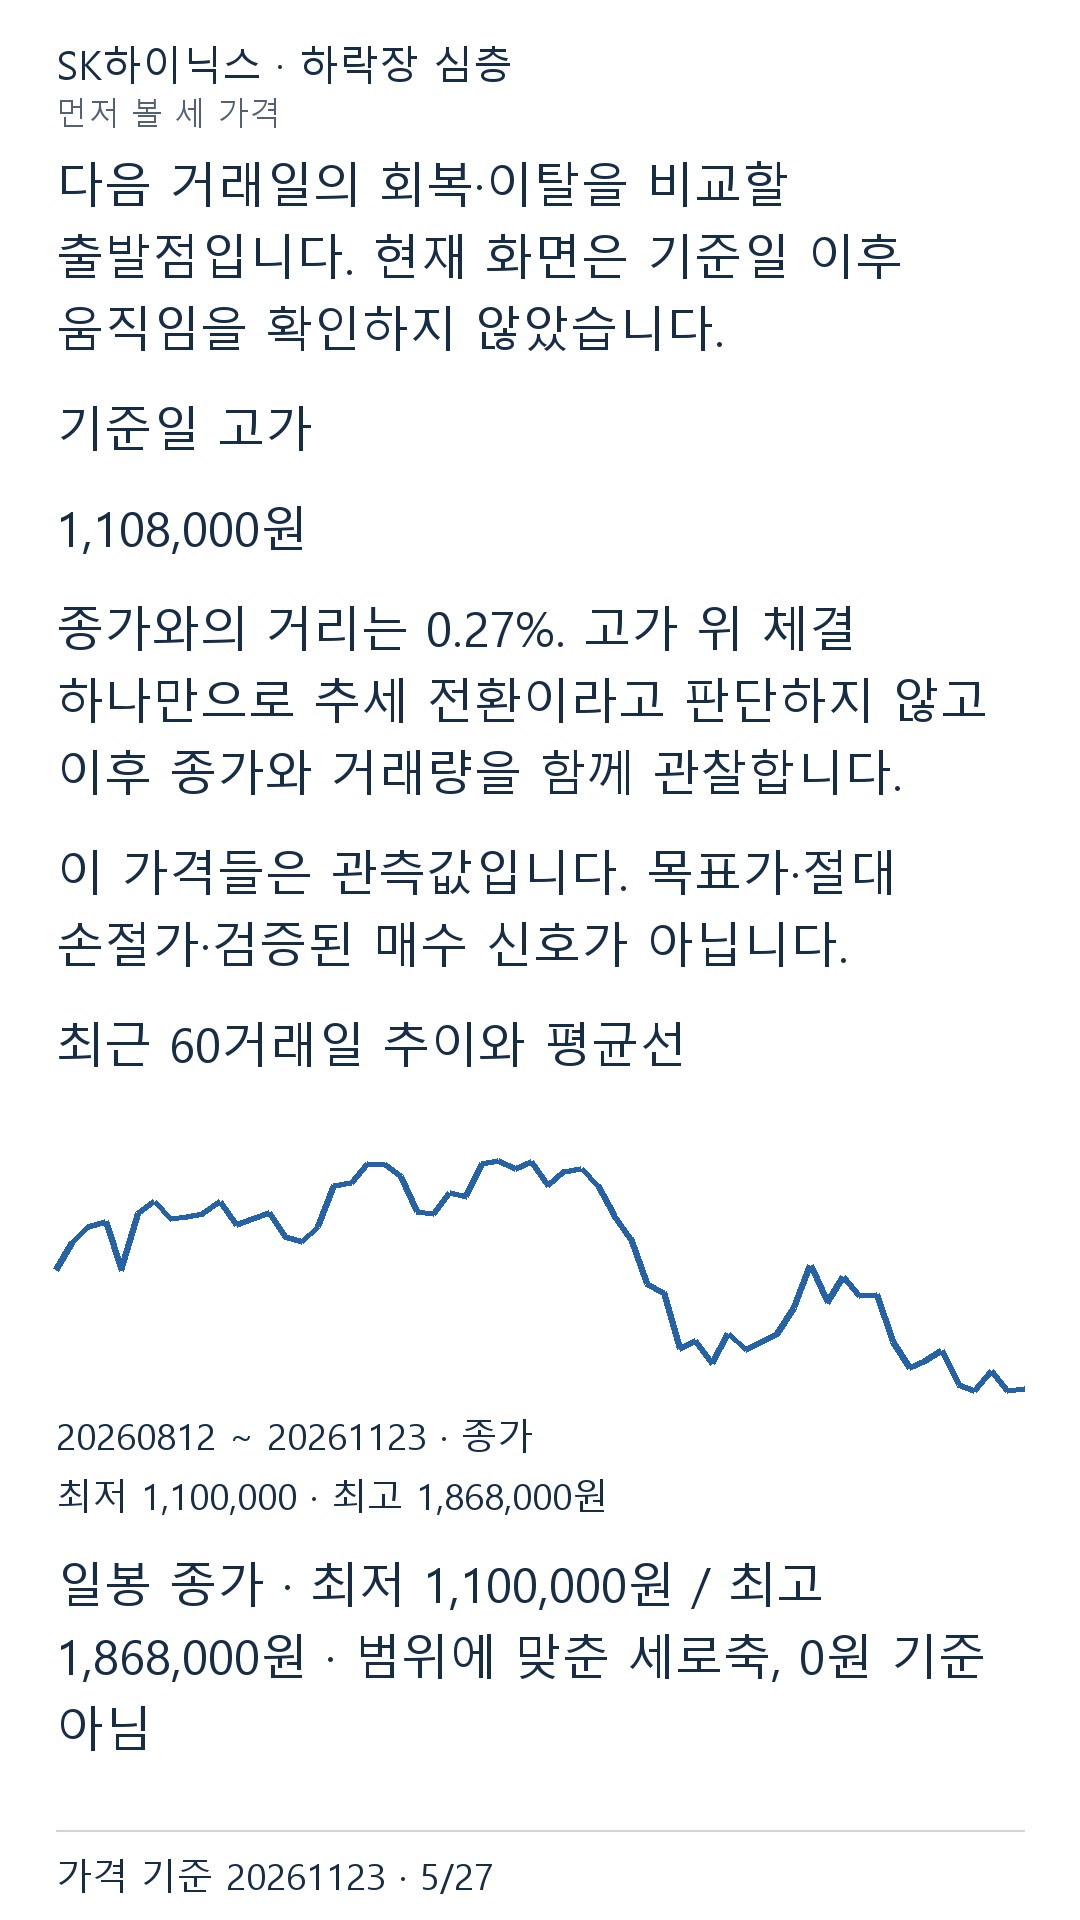 SK하이닉스 · 하락장 심층
먼저 볼 세 가격
다음 거래일의 회복·이탈을 비교할
출발점입니다. 현재 화면은 기준일 이후
움직임을 확인하지 않았습니다.
기준일 고가
1,108,000원
종가와의 거리는 0.27%. 고가 위 체결
하나만으로 추세 전환이라고 판단하지 않고
이후 종가와 거래량을 함께 관찰합니다.
이 가격들은 관측값입니다. 목표가·절대
손절가·검증된 매수 신호가 아닙니다.
최근 60거래일 추이와 평균선
20260812 ~ 20261123 · 종가
최저 1,100,000 · 최고 1,868,000원
일봉 종가 · 최저 1,100,000원 / 최고
1,868,000원 · 범위에 맞춘 세로축, 0원 기준
아님
가격 기준 20261123 · 5/27